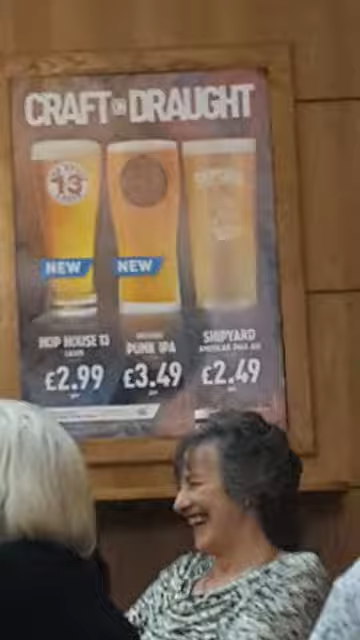 CRAFT ON DRAUGHT
13
NEW NEW
HOP HOUSE 13 PUNK IPA SHIPYARD
LAGER AMERICAN PALE ALE
£2.99 £3.49 £2.49